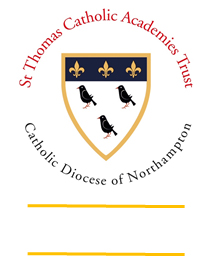 St Thomas Catholic Academies Trust
Catholic Diocese of Northampton